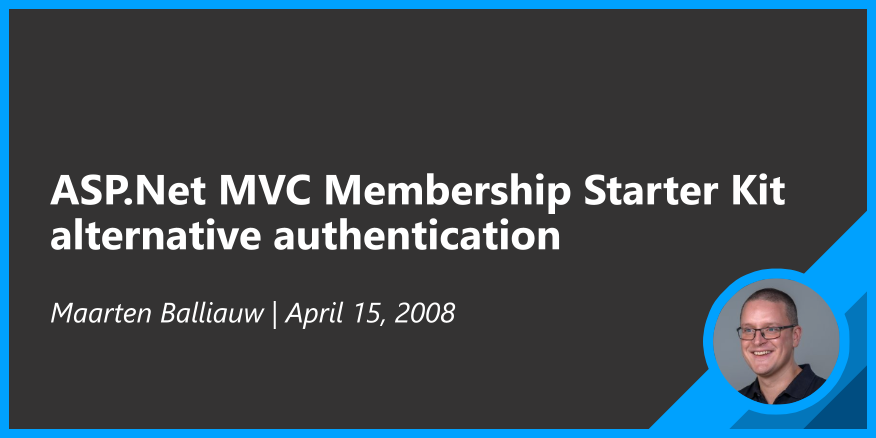 ASP.Net MVC Membership Starter Kit
alternative authentication
Maarten Balliauw | April 15, 2008